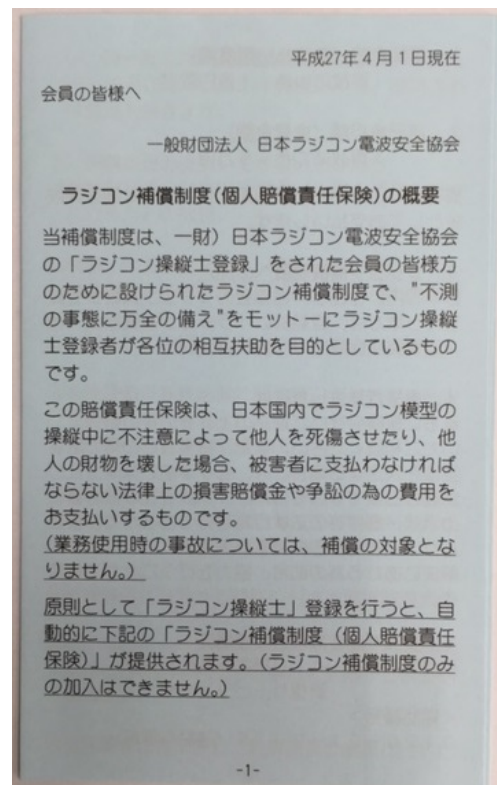 平成27年4月1日現在
会員の皆様へ
一般財団法人 日本ラジコン電波安全協会
ラジコン補償制度(個人賠償責任保険)の概要
当補償制度は、一財）日本ラジコン電波安全協会
の「ラジコン操縦士登録」をされた会員の皆様方
のために設けられたラジコン補償制度で、"不測
の事態に万全の備え"をモットーにラジコン操縦
士登録者が各位の相互扶助を目的としているもの
です。
この賠償責任保険は、日本国内でラジコン模型の
操縦中に不注意によって他人を死傷させたり、他
人の財物を壊した場合、被害者に支払わなければ
ならない法律上の損害賠償金や争訟の為の費用を
お支払いするものです。
(業務使用時の事故については、補償の対象とな
りません。)
原則として「ラジコン操縦士」登録を行うと、自
動的に下記の「ラジコン補償制度（個人賠償責任
保険）」が提供されます。(ラジコン補償制度のみ
の加入はできません。)
-1-